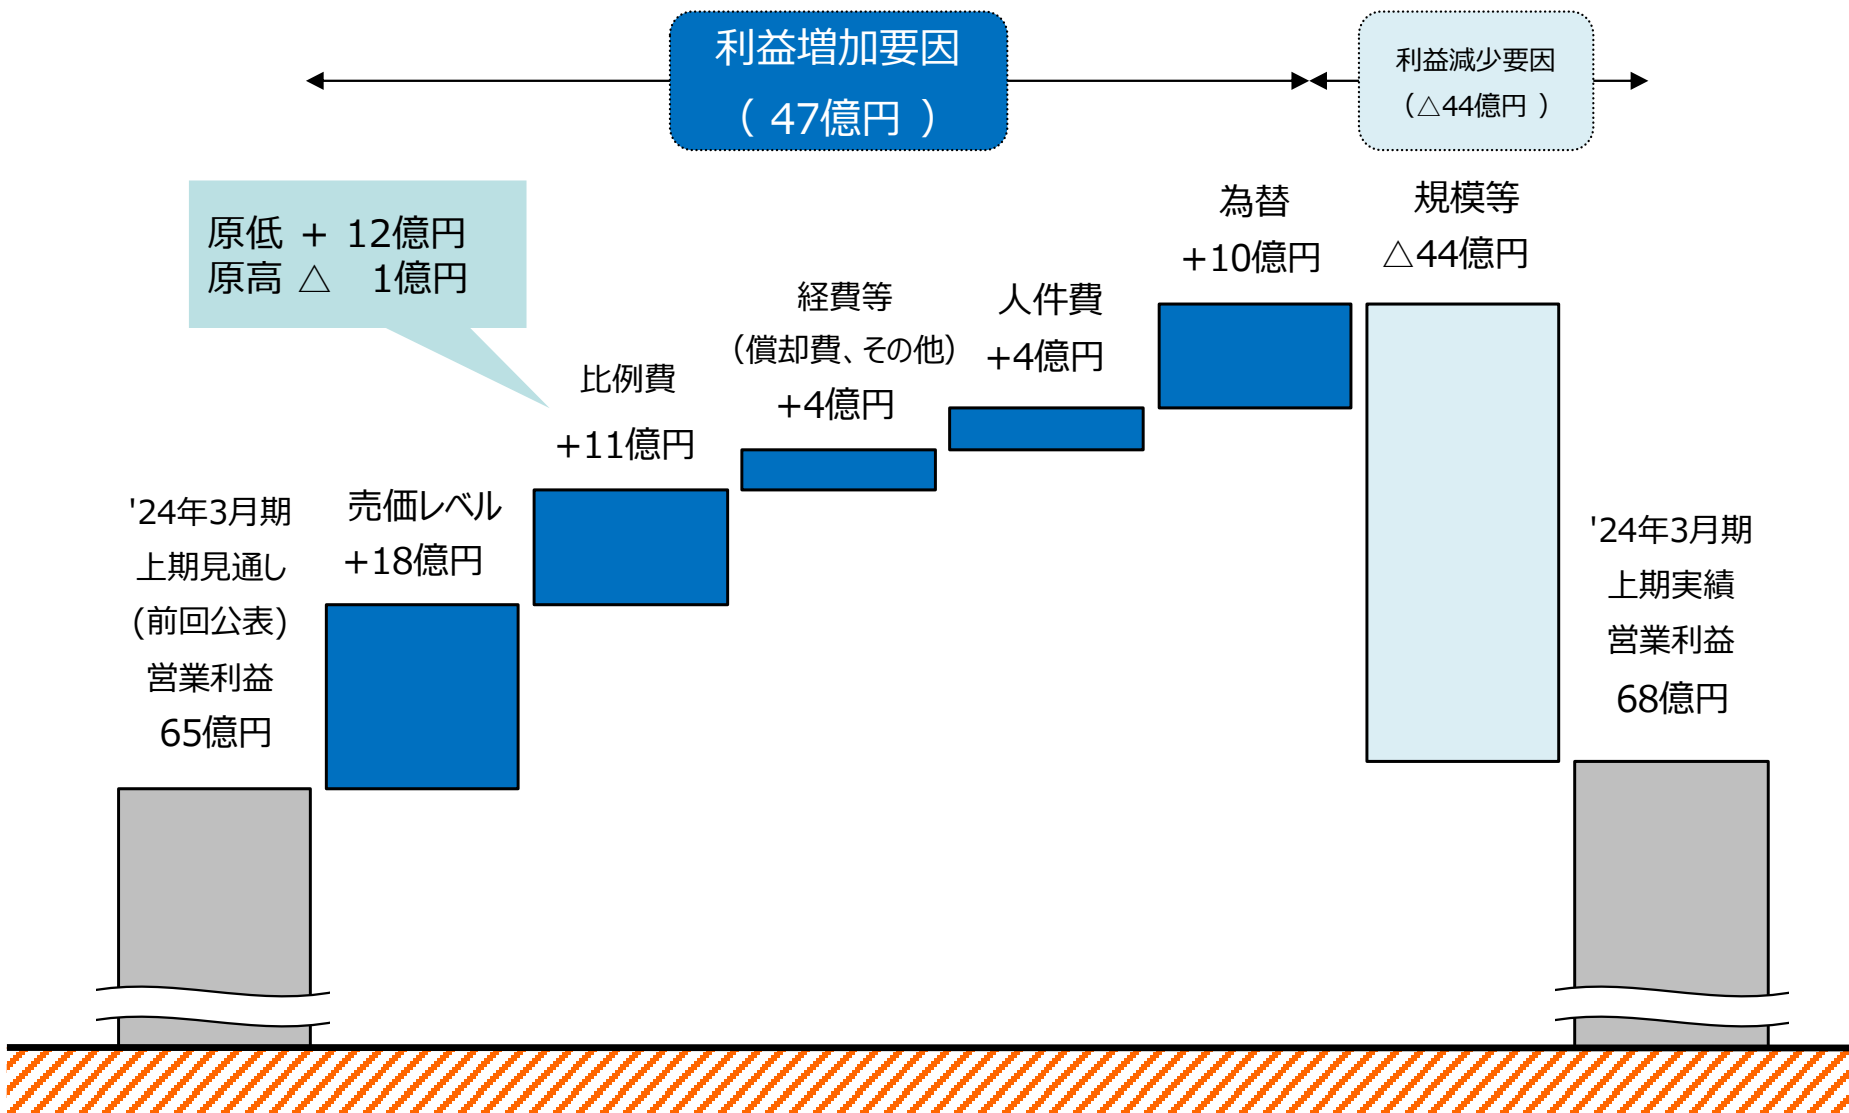 利益増加要因
（ 47億円 ）
利益減少要因
（△44億円 ）
原低 + 12億円
原高 △ 1億円
'24年3月期
上期見通し
(前回公表)
営業利益
65億円
売価レベル
+18億円
比例費
+11億円
経費等
（償却費、その他）
+4億円
人件費
+4億円
為替
+10億円
規模等
△44億円
'24年3月期
上期実績
営業利益
68億円